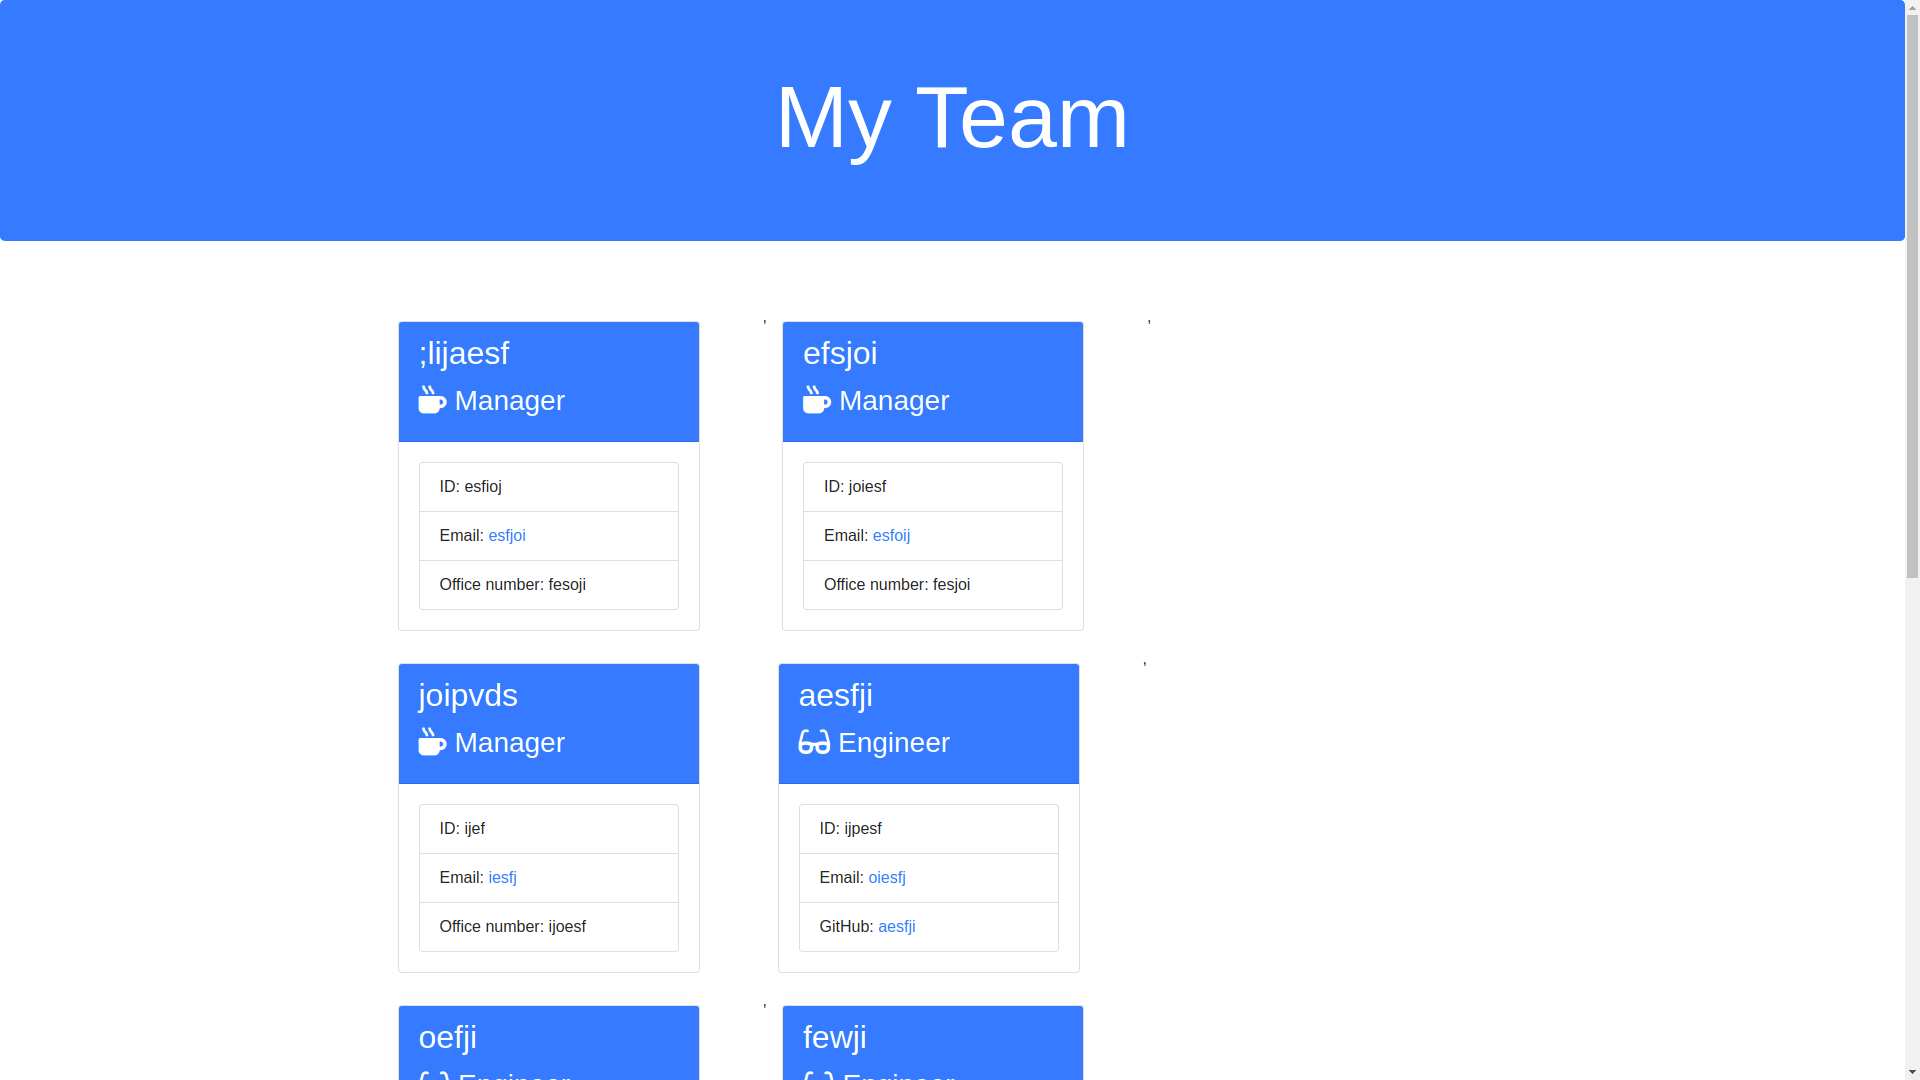 My Team
;lijaesf
Manager
ID: esfioj
Email: esfjoi
Office number: fesoji
,
efsjoi
Manager
ID: joiesf
Email: esfoij
Office number: fesjoi
,
joipvds
Manager
ID: ijef
Email: iesfj
Office number: ijoesf
aesfji
Engineer
ID: ijpesf
Email: oiesfj
GitHub: aesfji
,
oefji
Engineer
,
fewji
Engineer